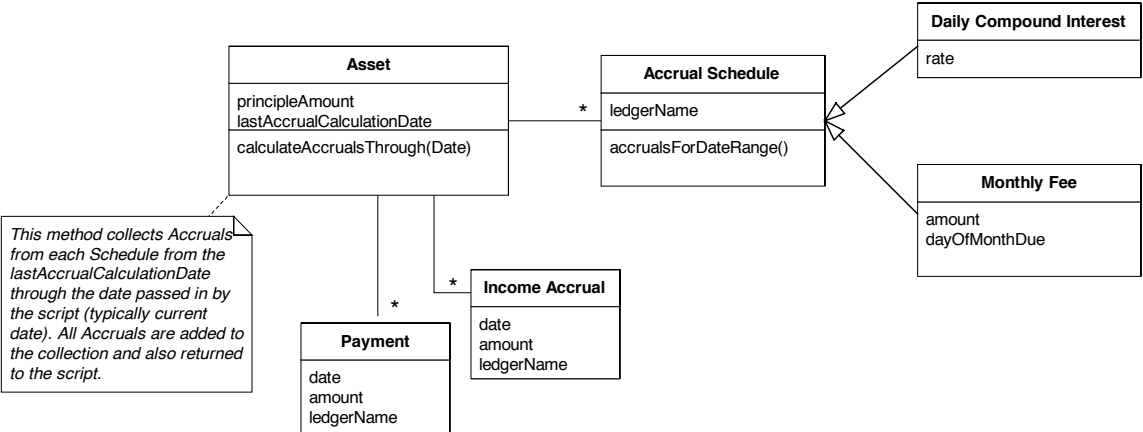 Daily Compound Interest
rate
Asset
principleAmount
lastAccrualCalculationDate
calculateAccrualsThrough(Date)
*
Accrual Schedule
ledgerName
accrualsForDateRange()
Monthly Fee
amount
dayOfMonthDue
This method collects Accruals
from each Schedule from the
lastAccrualCalculationDate
through the date passed in by
the script (typically current
date). All Accruals are added to
the collection and also returned
to the script.
*
Income Accrual
date
amount
ledgerName
*
Payment
date
amount
ledgerName